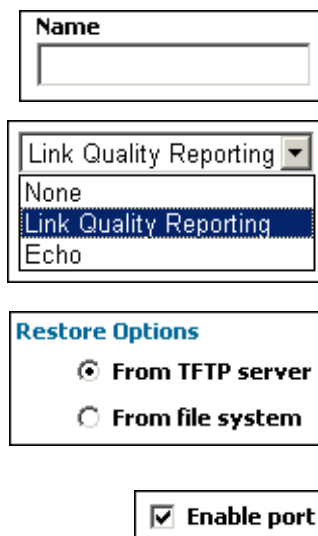 Name
Link Quality Reporting
None
Link Quality Reporting
Echo
Restore Options
From TFTP server
From file system
Enable port